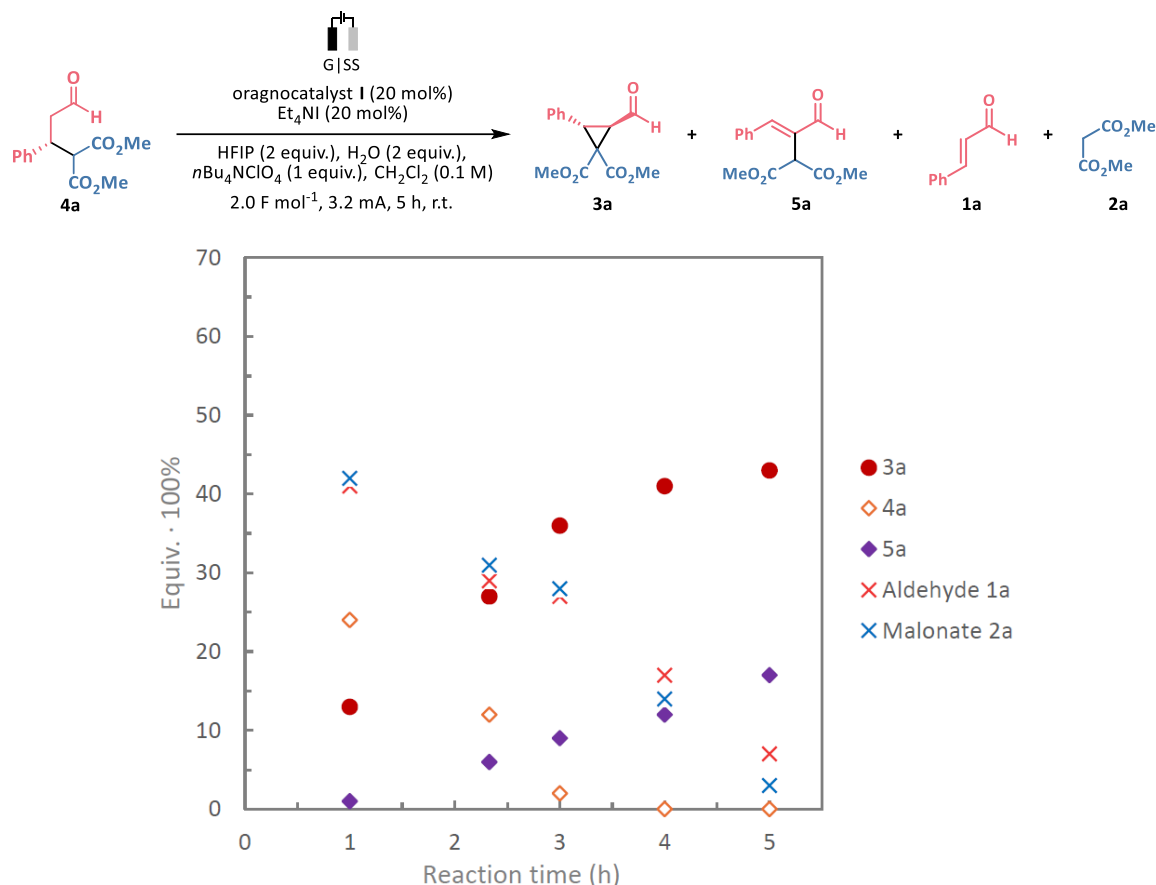 G|SS
oragnocatalyst I (20 mol%)
Et₄NI (20 mol%)
HFIP (2 equiv.), H₂O (2 equiv.),
nBu₄NClO₄ (1 equiv.), CH₂Cl₂ (0.1 M)
2.0 F mol⁻¹, 3.2 mA, 5 h, r.t.
O
H
Ph
CO₂Me
CO₂Me
4a
Ph
O
H
MeO₂C
CO₂Me
3a
+
O
Ph
H
MeO₂C
CO₂Me
5a
+
O
H
Ph
1a
+
CO₂Me
CO₂Me
2a
70
60
50
40
30
20
10
0
Equiv. · 100%
0 1 2 3 4 5
Reaction time (h)
3a
4a
5a
Aldehyde 1a
Malonate 2a